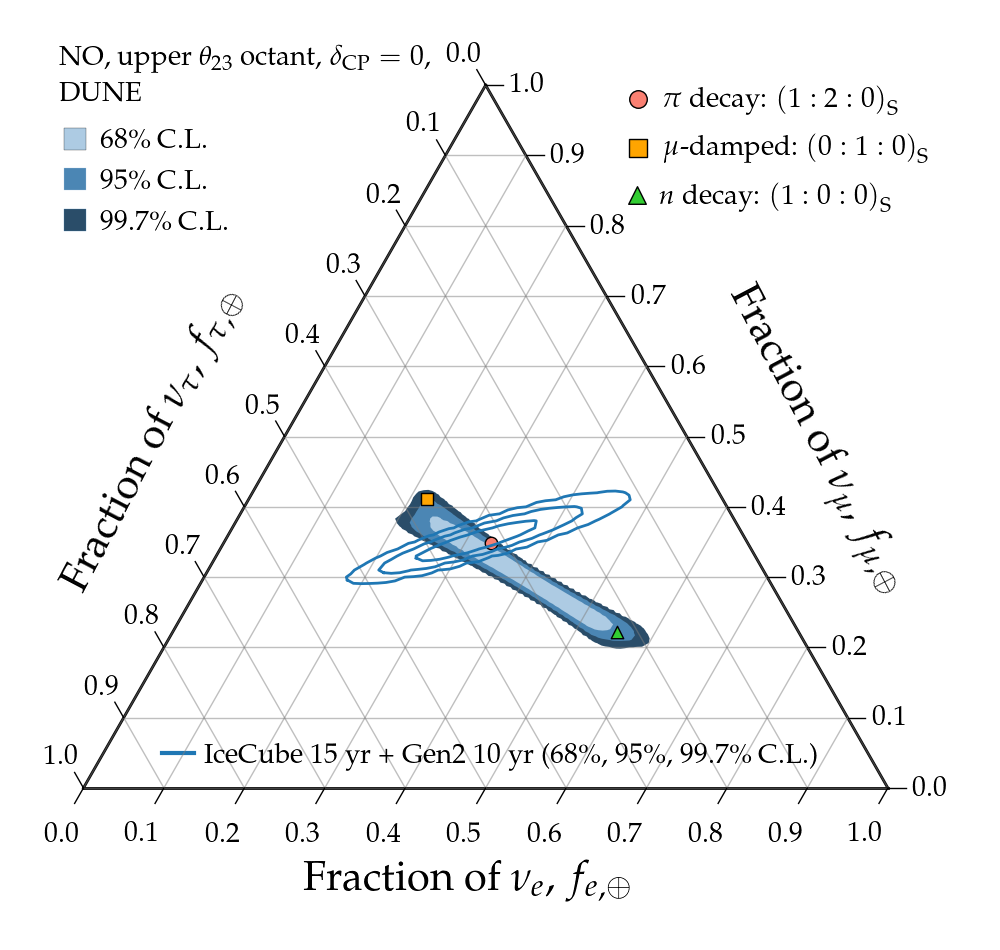 NO, upper θ23 octant, δCP = 0,
DUNE
68% C.L.
95% C.L.
99.7% C.L.
π decay: (1 : 2 : 0)S
μ-damped: (0 : 1 : 0)S
n decay: (1 : 0 : 0)S
0.0
0.1
0.2
0.3
0.4
0.5
0.6
0.7
0.8
0.9
1.0
Fraction of ντ, fτ,⊕
1.0
0.9
0.8
0.7
0.6
0.5
0.4
0.3
0.2
0.1
0.0
Fraction of νμ, fμ,⊕
IceCube 15 yr + Gen2 10 yr (68%, 95%, 99.7% C.L.)
0.0 0.1 0.2 0.3 0.4 0.5 0.6 0.7 0.8 0.9 1.0
Fraction of νe, fe,⊕